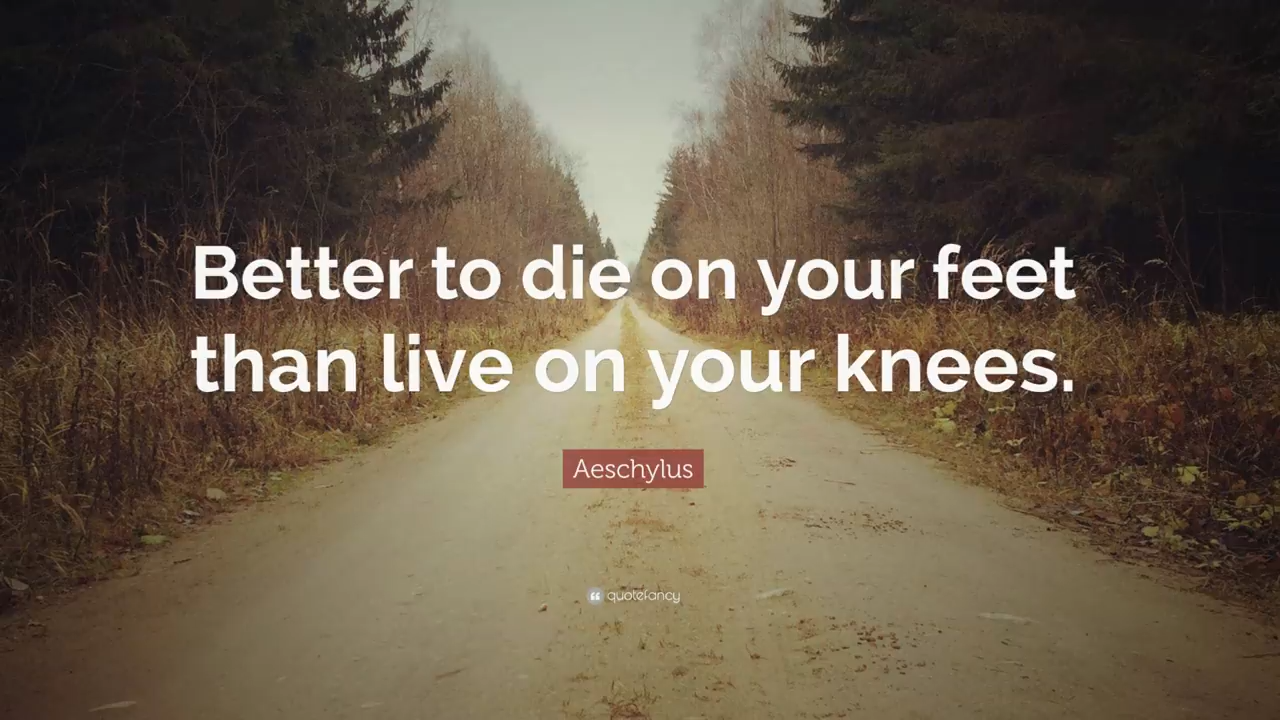 Better to die on your feet
than live on your knees.
Aeschylus
quotefancy